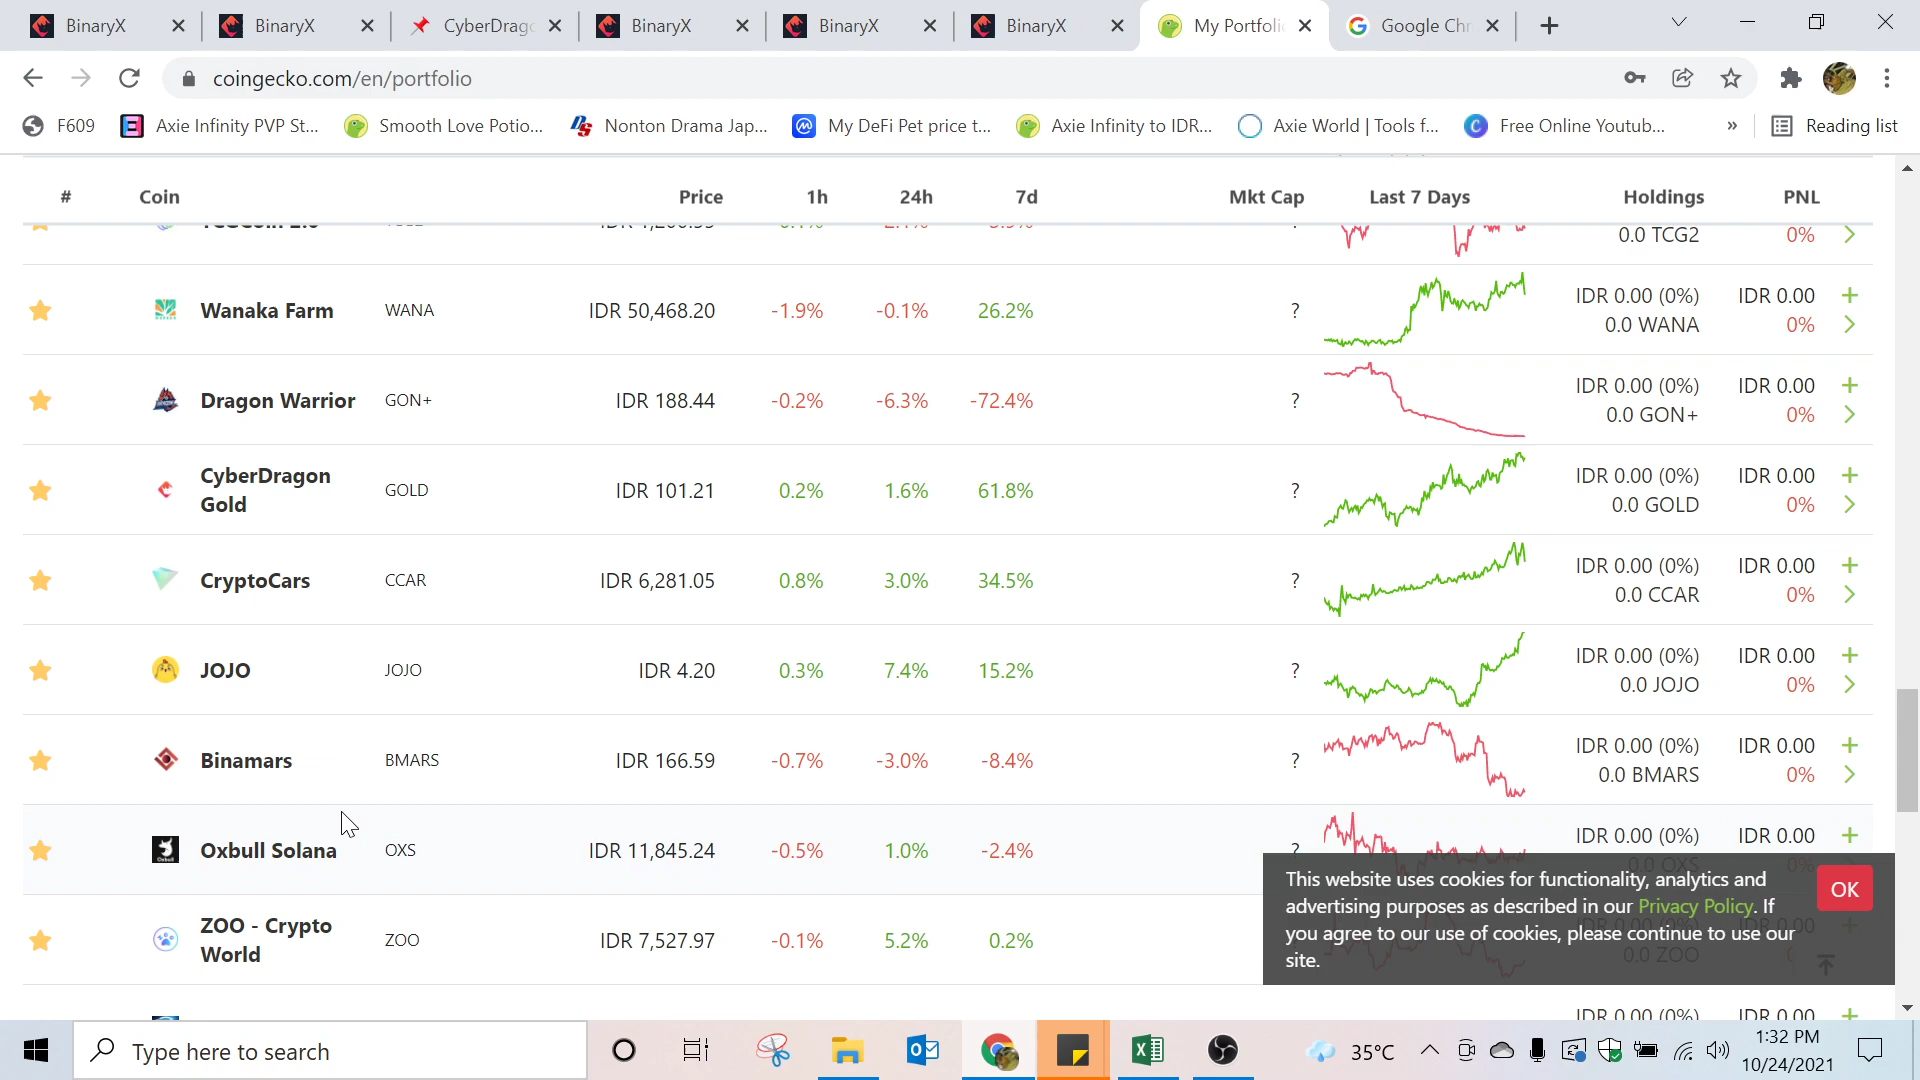 BinaryX BinaryX CyberDrag BinaryX BinaryX BinaryX My Portfoli Google Chr
coingecko.com/en/portfolio
F609 Axie Infinity PVP St... Smooth Love Potio... Nonton Drama Jap... My DeFi Pet price t... Axie Infinity to IDR... Axie World | Tools f... Free Online Youtub... » Reading list
# Coin Price 1h 24h 7d Mkt Cap Last 7 Days Holdings PNL
0.0 TCG2 0%
Wanaka Farm WANA IDR 50,468.20 -1.9% -0.1% 26.2% ? IDR 0.00 (0%) IDR 0.00 +
0.0 WANA 0%
Dragon Warrior GON+ IDR 188.44 -0.2% -6.3% -72.4% ? IDR 0.00 (0%) IDR 0.00 +
0.0 GON+ 0%
CyberDragon Gold GOLD IDR 101.21 0.2% 1.6% 61.8% ? IDR 0.00 (0%) IDR 0.00 +
0.0 GOLD 0%
CryptoCars CCAR IDR 6,281.05 0.8% 3.0% 34.5% ? IDR 0.00 (0%) IDR 0.00 +
0.0 CCAR 0%
JOJO JOJO IDR 4.20 0.3% 7.4% 15.2% ? IDR 0.00 (0%) IDR 0.00 +
0.0 JOJO 0%
Binamars BMARS IDR 166.59 -0.7% -3.0% -8.4% ? IDR 0.00 (0%) IDR 0.00 +
0.0 BMARS 0%
Oxbull Solana OXS IDR 11,845.24 -0.5% 1.0% -2.4% ? IDR 0.00 (0%) IDR 0.00 +
0.0 OXS 0%
ZOO - Crypto World ZOO IDR 7,527.97 -0.1% 5.2% 0.2%
0.0 ZOO
This website uses cookies for functionality, analytics and
advertising purposes as described in our Privacy Policy. If
you agree to our use of cookies, please continue to use our
site.
OK
IDR 0.00 (0%) IDR 0.00 +
Type here to search
35°C
1:32 PM
10/24/2021